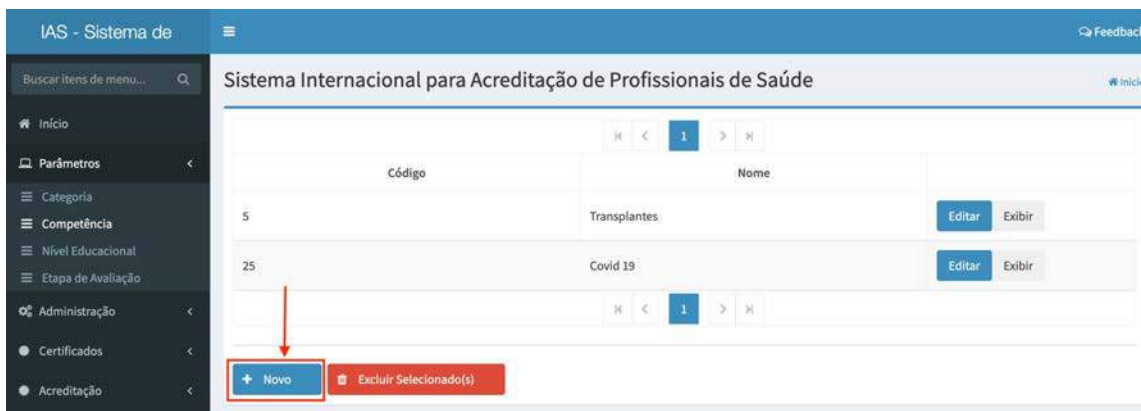 IAS - Sistema de
Feedback
Buscar itens de menu...
Sistema Internacional para Acreditação de Profissionais de Saúde
Início
Início
1
Parâmetros
Código Nome
Categoria
Competência
5 Transplantes Editar Exibir
Nível Educacional
25 Covid 19 Editar Exibir
Etapa de Avaliação
Administração
1
Certificados
+ Novo Excluir Selecionado(s)
Acreditação